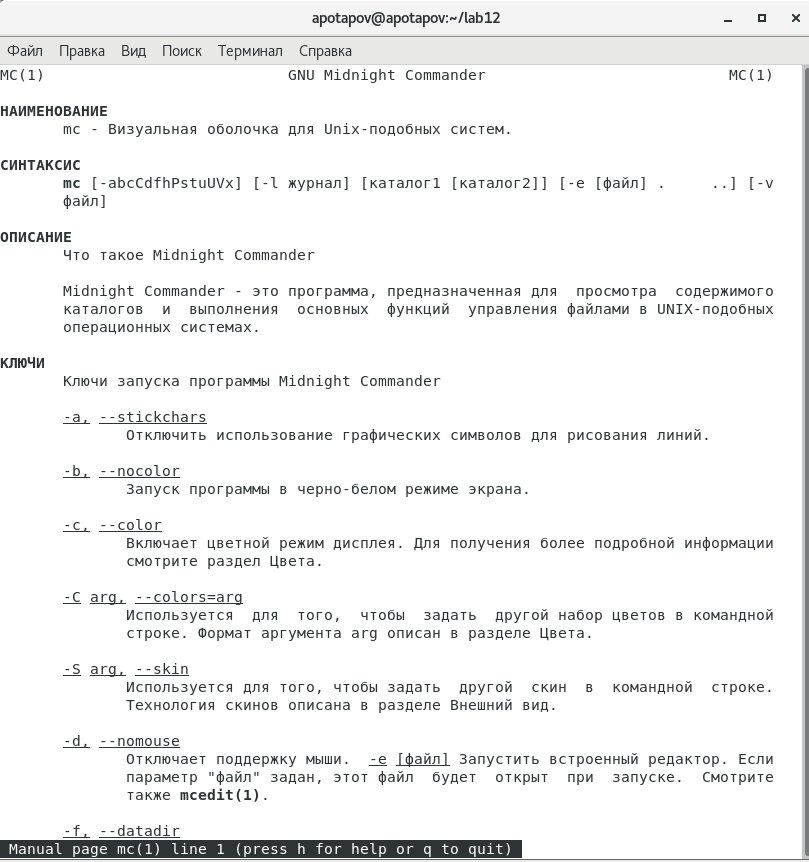 apotapov@apotapov:~/lab12
Файл Правка Вид Поиск Терминал Справка
MC(1) GNU Midnight Commander MC(1)
НАИМЕНОВАНИЕ
mc - Визуальная оболочка для Unix-подобных систем.
СИНТАКСИС
mc [-abcCdfhPstuUVx] [-l журнал] [каталог1 [каталог2]] [-e [файл] . ..] [-v
файл]
ОПИСАНИЕ
Что такое Midnight Commander
Midnight Commander - это программа, предназначенная для просмотра содержимого
каталогов и выполнения основных функций управления файлами в UNIX-подобных
операционных системах.
КЛЮЧИ
Ключи запуска программы Midnight Commander
-a, --stickchars
Отключить использование графических символов для рисования линий.
-b, --nocolor
Запуск программы в черно-белом режиме экрана.
-c, --color
Включает цветной режим дисплея. Для получения более подробной информации
смотрите раздел Цвета.
-C arg, --colors=arg
Используется для того, чтобы задать другой набор цветов в командной
строке. Формат аргумента arg описан в разделе Цвета.
-S arg, --skin
Используется для того, чтобы задать другой скин в командной строке.
Технология скинов описана в разделе Внешний вид.
-d, --nomouse
Отключает поддержку мыши. -e [файл] Запустить встроенный редактор. Если
параметр "файл" задан, этот файл будет открыт при запуске. Смотрите
также mcedit(1).
-f, --datadir
Manual page mc(1) line 1 (press h for help or q to quit)